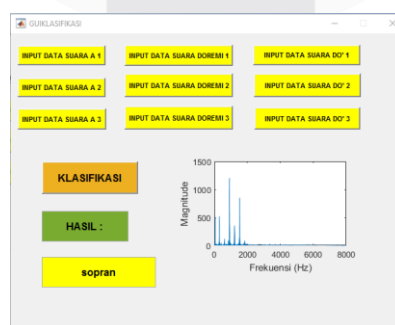 GUIKLASIFIKASI
INPUT DATA SUARA A 1 INPUT DATA SUARA DOREMI 1 INPUT DATA SUARA DO' 1
INPUT DATA SUARA A 2 INPUT DATA SUARA DOREMI 2 INPUT DATA SUARA DO' 2
INPUT DATA SUARA A 3 INPUT DATA SUARA DOREMI 3 INPUT DATA SUARA DO' 3
KLASIFIKASI
HASIL :
sopran
1500
1000
500
0
Magnitude
0 2000 4000 6000 8000
Frekuensi (Hz)